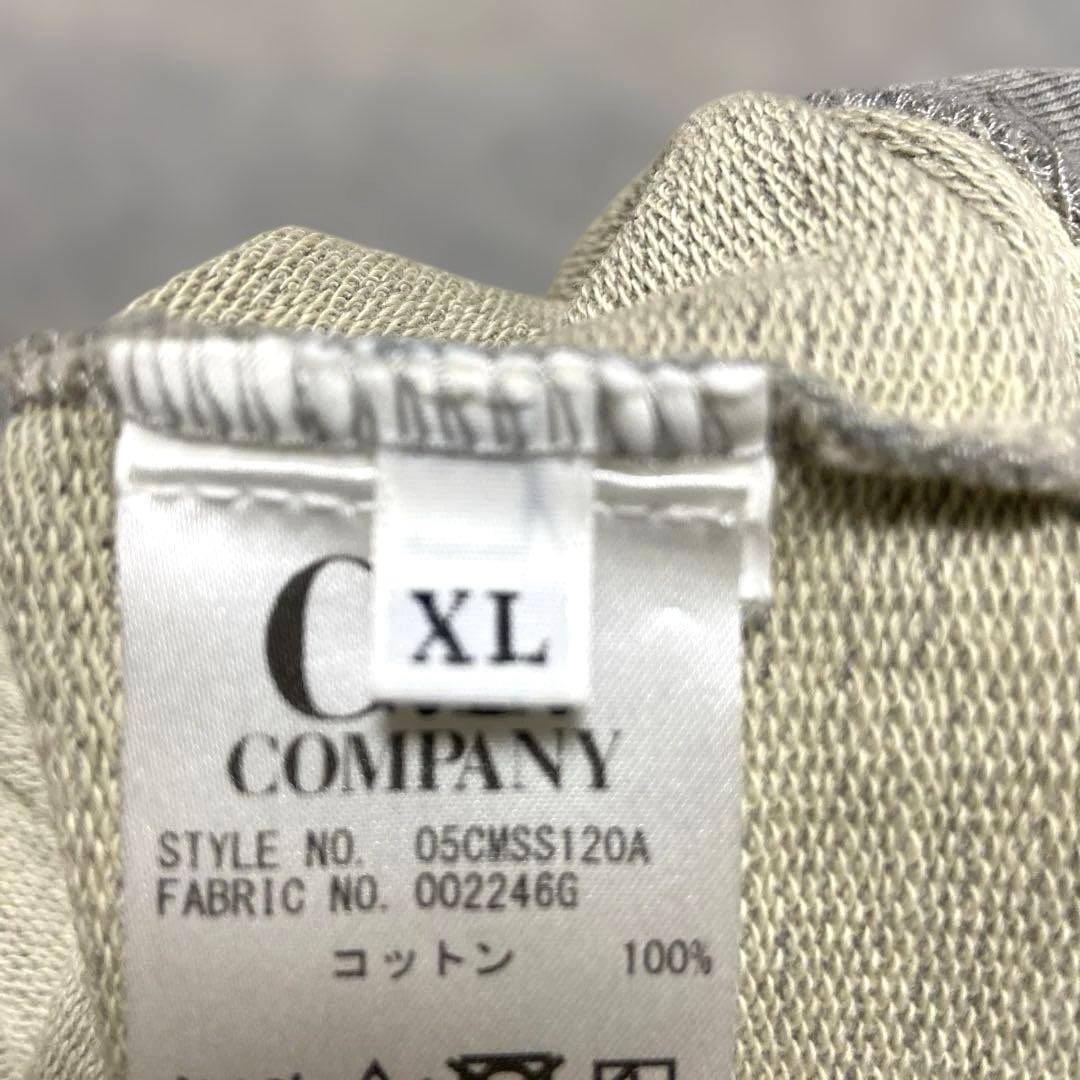 C
XL
COMPANY
STYLE NO. 05CMSS120A
FABRIC NO. 002246G
コットン 100%